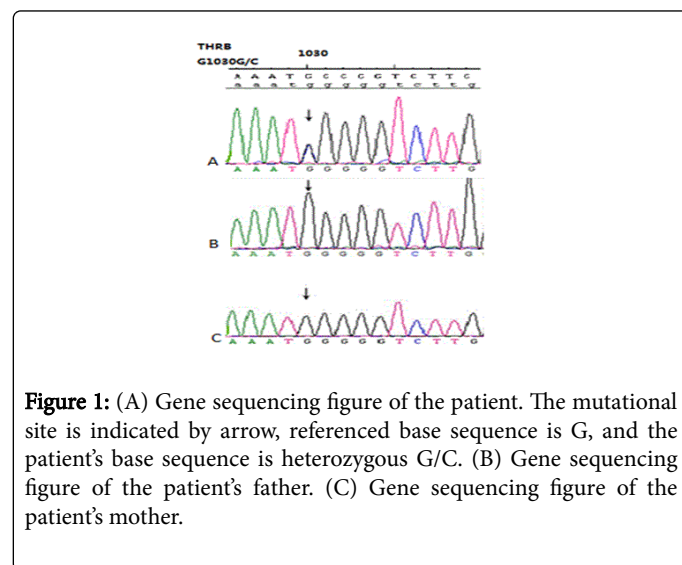 THRB
1030
G1030G/C
A A A T G G G G G T C T T G
a a a t g g g g g t c t t g
A
A A A T G G G G G T C T T G
B
A A A T G G G G G T C T T G
C
A A A T G G G G G T C T T G
Figure 1: (A) Gene sequencing figure of the patient. The mutational
site is indicated by arrow, referenced base sequence is G, and the
patient's base sequence is heterozygous G/C. (B) Gene sequencing
figure of the patient's father. (C) Gene sequencing figure of the
patient's mother.